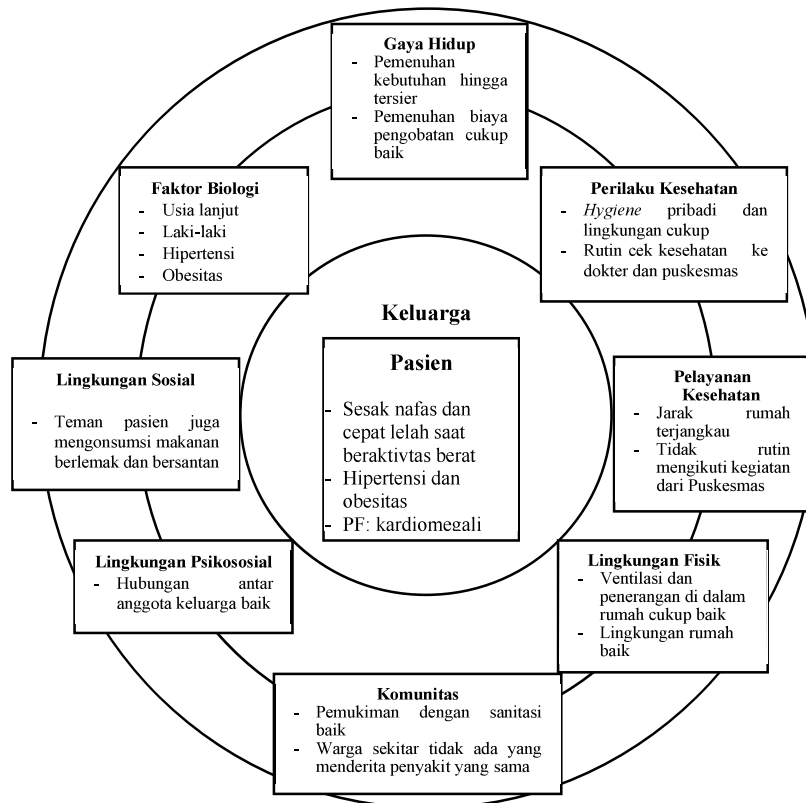 Gaya Hidup
- Pemenuhan
kebutuhan hingga
tersier
- Pemenuhan biaya
pengobatan cukup
baik
Faktor Biologi
- Usia lanjut
- Laki-laki
- Hipertensi
- Obesitas
Perilaku Kesehatan
- Hygiene pribadi dan
lingkungan cukup
- Rutin cek kesehatan ke
dokter dan puskesmas
Keluarga
Pasien
- Sesak nafas dan
cepat lelah saat
beraktivtas berat
- Hipertensi dan
obesitas
- PF: kardiomegali
Lingkungan Sosial
- Teman pasien juga
mengonsumsi makanan
berlemak dan bersantan
Pelayanan
Kesehatan
- Jarak rumah
terjangkau
- Tidak rutin
mengikuti kegiatan
dari Puskesmas
Lingkungan Psikososial
- Hubungan antar
anggota keluarga baik
Lingkungan Fisik
- Ventilasi dan
penerangan di dalam
rumah cukup baik
- Lingkungan rumah
baik
Komunitas
- Pemukiman dengan sanitasi
baik
- Warga sekitar tidak ada yang
menderita penyakit yang sama